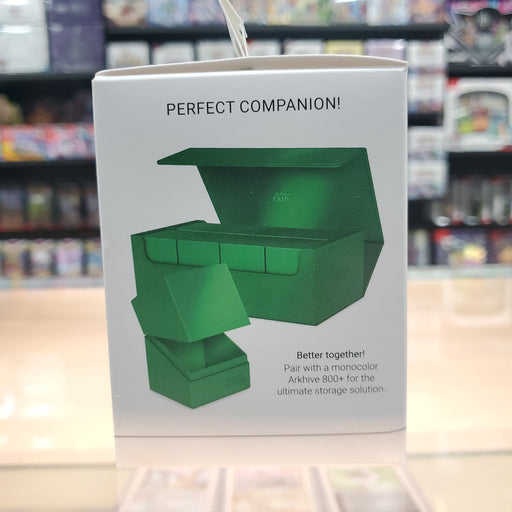 PERFECT COMPANION!
Better together!
Pair with a monocolor
Arkhive 800+ for the
ultimate storage solution.